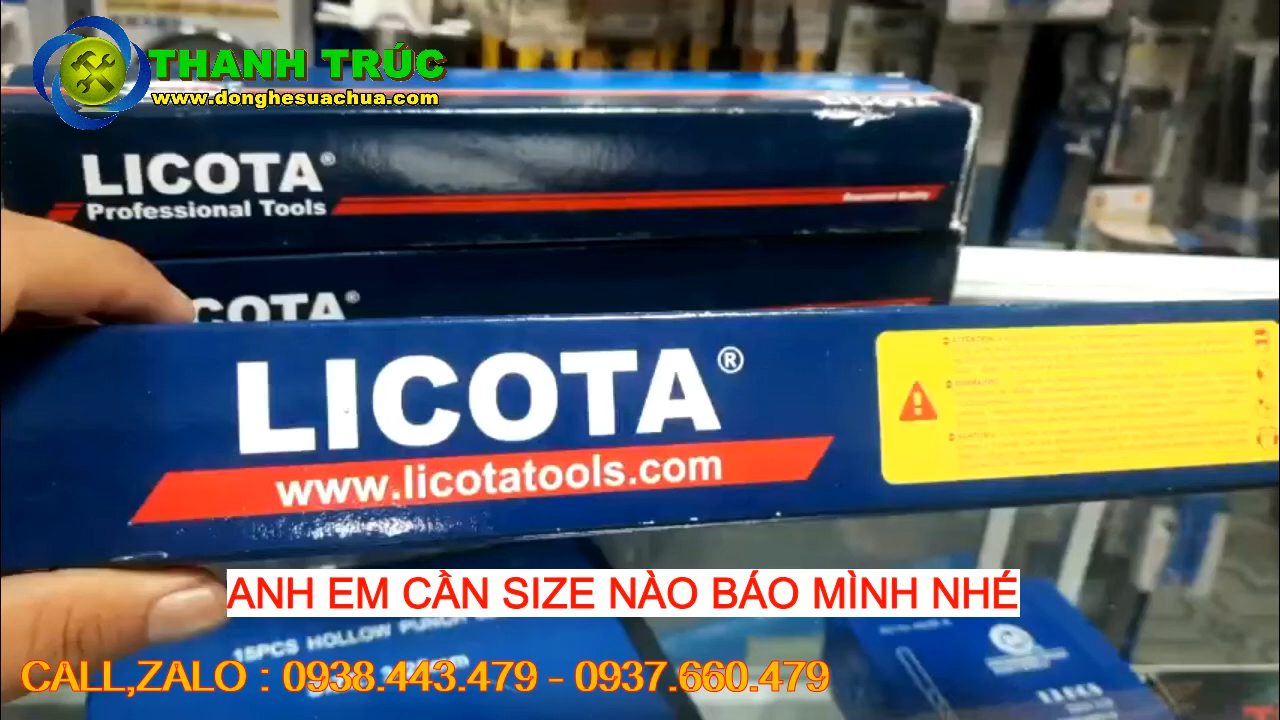 THANH TRÚC
www.donghesuachua.com
LICOTA
LICOTA®
Professional Tools
COTA®
LICOTA®
www.licotatools.com
ANH EM CẦN SIZE NÀO BÁO MÌNH NHÉ
15PCS HOLLOW PUNCH
CALL,ZALO : 0938.443.479 - 0937.660.479